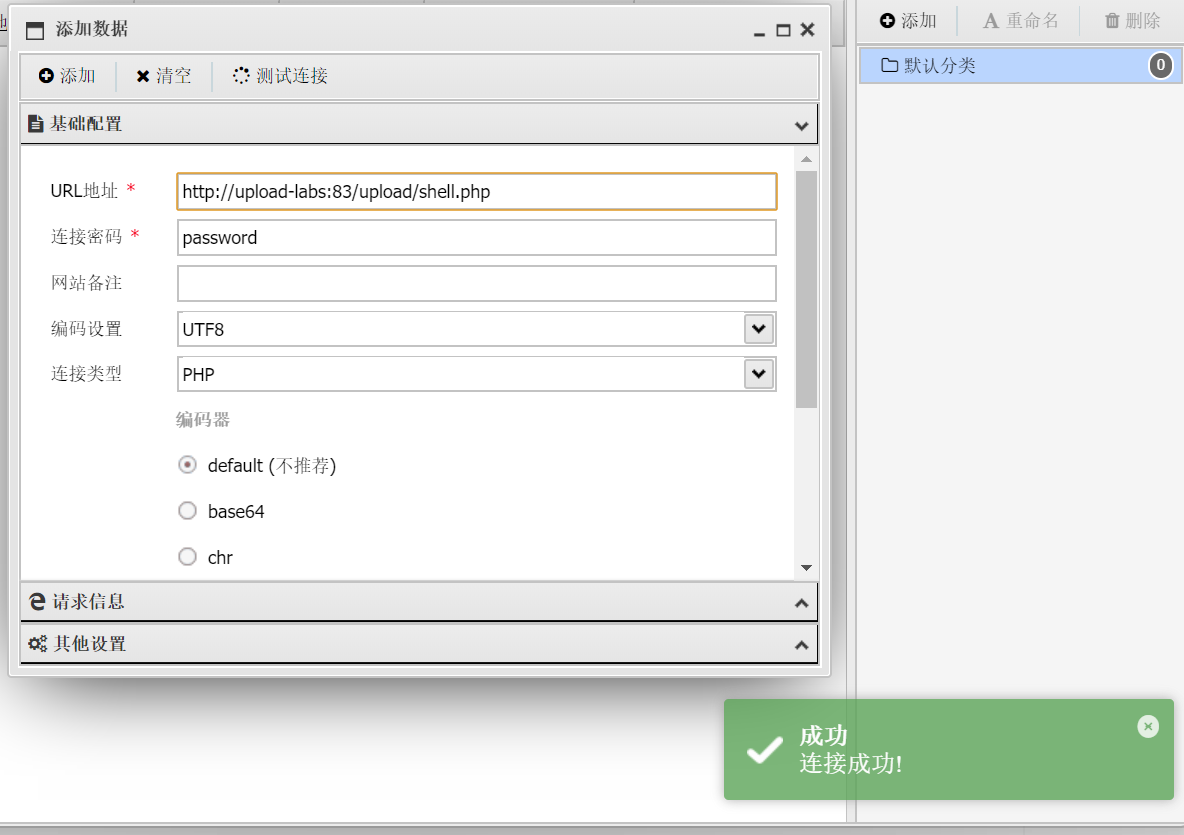 添加数据
添加 清空 测试连接
基础配置
URL地址 * http://upload-labs:83/upload/shell.php
连接密码 * password
网站备注
编码设置 UTF8
连接类型 PHP
编码器
default (不推荐)
base64
chr
请求信息
其他设置
添加 重命名 删除
默认分类 0
成功
连接成功!